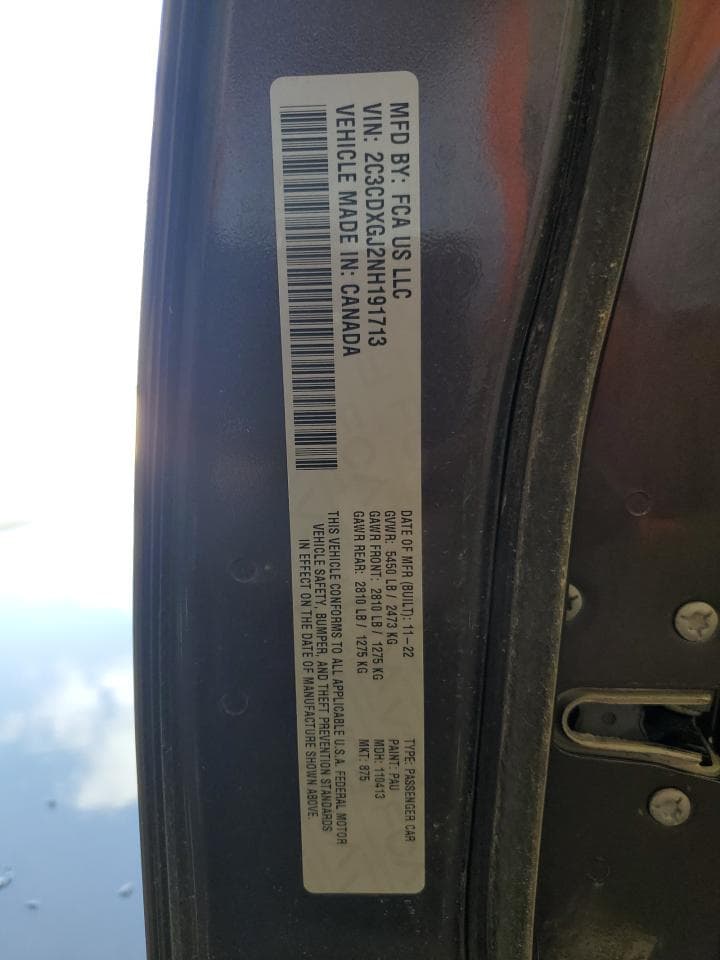 MFD BY: FCA US LLC
VIN: 2C3CDXGJ2NH191713
VEHICLE MADE IN: CANADA
DATE OF MFR (BUILT): 11-22
GVWR: 5450 LB / 2473 KG
GAWR FRONT: 2810 LB / 1275 KG
GAWR REAR: 2810 LB / 1275 KG
TYPE: PASSENGER CAR
PAINT: PAU
MDH: 110413
MKT: 875
THIS VEHICLE CONFORMS TO ALL APPLICABLE U.S.A. FEDERAL MOTOR
VEHICLE SAFETY, BUMPER, AND THEFT PREVENTION STANDARDS
IN EFFECT ON THE DATE OF MANUFACTURE SHOWN ABOVE.